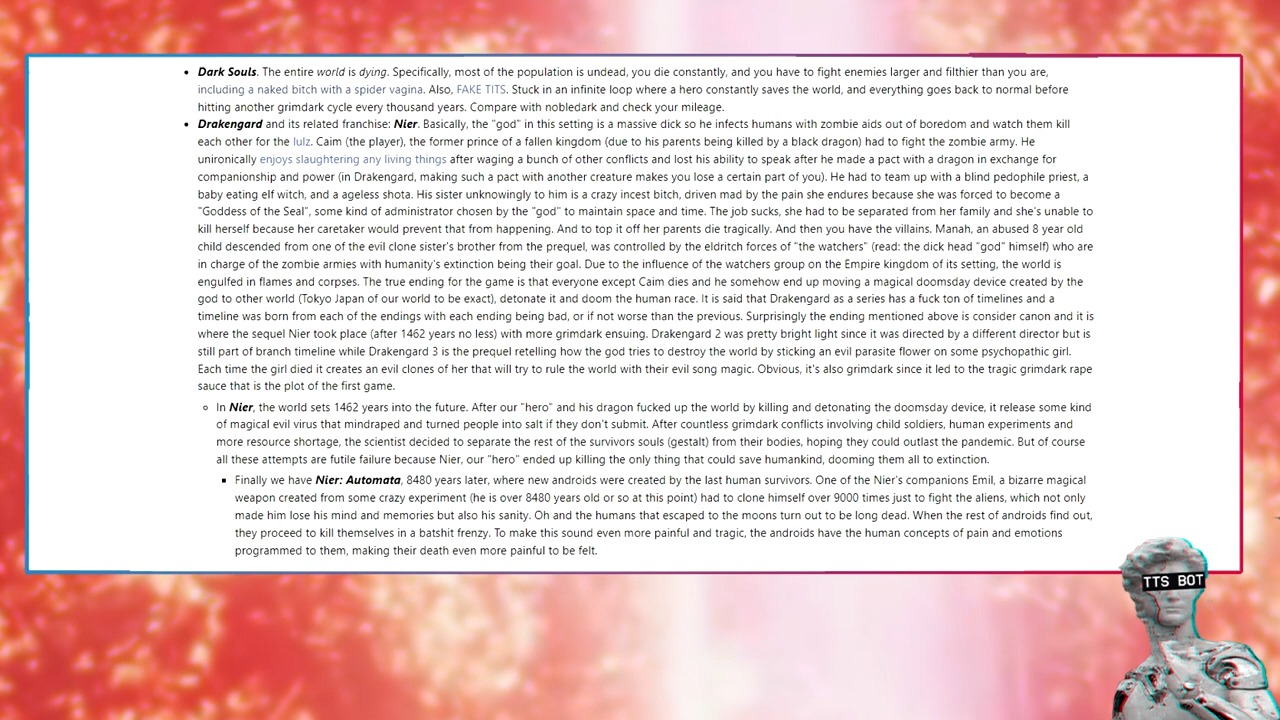 Dark Souls. The entire world is dying. Specifically, most of the population is undead, you die constantly, and you have to fight enemies larger and filthier than you are,
including a naked bitch with a spider vagina. Also, FAKE TITS. Stuck in an infinite loop where a hero constantly saves the world, and everything goes back to normal before
hitting another grimdark cycle every thousand years. Compare with nobledark and check your mileage.
Drakengard and its related franchise: Nier. Basically, the "god" in this setting is a massive dick so he infects humans with zombie aids out of boredom and watch them kill
each other for the lulz. Caim (the player), the former prince of a fallen kingdom (due to his parents being killed by a black dragon) had to fight the zombie army. He
unironically enjoys slaughtering any living things after waging a bunch of other conflicts and lost his ability to speak after he made a pact with a dragon in exchange for
companionship and power (in Drakengard, making such a pact with another creature makes you lose a certain part of you). He had to team up with a blind pedophile priest, a
baby eating elf witch, and a ageless shota. His sister unknowingly to him is a crazy incest bitch, driven mad by the pain she endures because she was forced to become a
"Goddess of the Seal", some kind of administrator chosen by the "god" to maintain space and time. The job sucks, she had to be separated from her family and she's unable to
kill herself because her caretaker would prevent that from happening. And to top it off her parents die tragically. And then you have the villains. Manah, an abused 8 year old
child descended from one of the evil clone sister's brother from the prequel, was controlled by the eldritch forces of "the watchers" (read: the dick head "god" himself) who are
in charge of the zombie armies with humanity's extinction being their goal. Due to the influence of the watchers group on the Empire kingdom of its setting, the world is
engulfed in flames and corpses. The true ending for the game is that everyone except Caim dies and he somehow end up moving a magical doomsday device created by the
god to other world (Tokyo Japan of our world to be exact), detonate it and doom the human race. It is said that Drakengard as a series has a fuck ton of timelines and a
timeline was born from each of the endings with each ending being bad, or if not worse than the previous. Surprisingly the ending mentioned above is consider canon and it is
where the sequel Nier took place (after 1462 years no less) with more grimdark ensuing. Drakengard 2 was pretty bright light since it was directed by a different director but is
still part of branch timeline while Drakengard 3 is the prequel retelling how the god tries to destroy the world by sticking an evil parasite flower on some psychopathic girl.
Each time the girl died it creates an evil clones of her that will try to rule the world with their evil song magic. Obvious, it's also grimdark since it led to the tragic grimdark rape
sauce that is the plot of the first game.
In Nier, the world sets 1462 years into the future. After our "hero" and his dragon fucked up the world by killing and detonating the doomsday device, it release some kind
of magical evil virus that mindraped and turned people into salt if they don't submit. After countless grimdark conflicts involving child soldiers, human experiments and
more resource shortage, the scientist decided to separate the rest of the survivors souls (gestalt) from their bodies, hoping they could outlast the pandemic. But of course
all these attempts are futile failure because Nier, our "hero" ended up killing the only thing that could save humankind, dooming them all to extinction.
Finally we have Nier: Automata, 8480 years later, where new androids were created by the last human survivors. One of the Nier's companions Emil, a bizarre magical
weapon created from some crazy experiment (he is over 8480 years old or so at this point) had to clone himself over 9000 times just to fight the aliens, which not only
made him lose his mind and memories but also his sanity. Oh and the humans that escaped to the moons turn out to be long dead. When the rest of androids find out,
they proceed to kill themselves in a batshit frenzy. To make this sound even more painful and tragic, the androids have the human concepts of pain and emotions
programmed to them, making their death even more painful to be felt.
TTS BOT